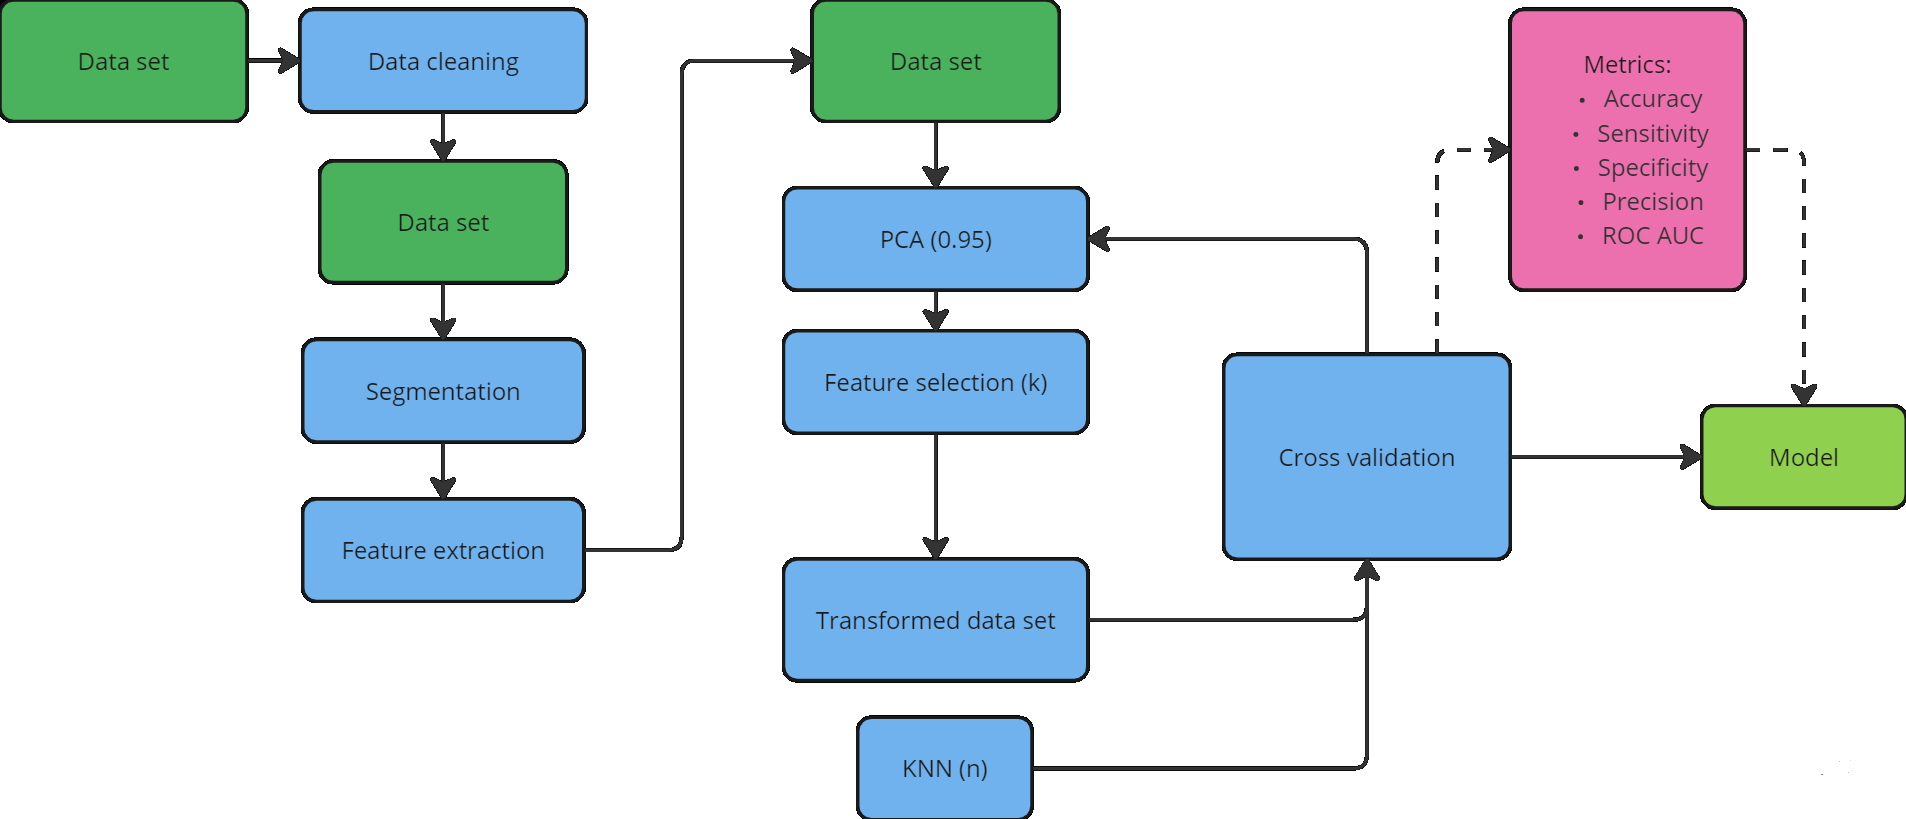 Data set
Data cleaning
Data set
Segmentation
Feature extraction
Data set
PCA (0.95)
Feature selection (k)
Transformed data set
KNN (n)
Cross validation
Metrics:
• Accuracy
• Sensitivity
• Specificity
• Precision
• ROC AUC
Model